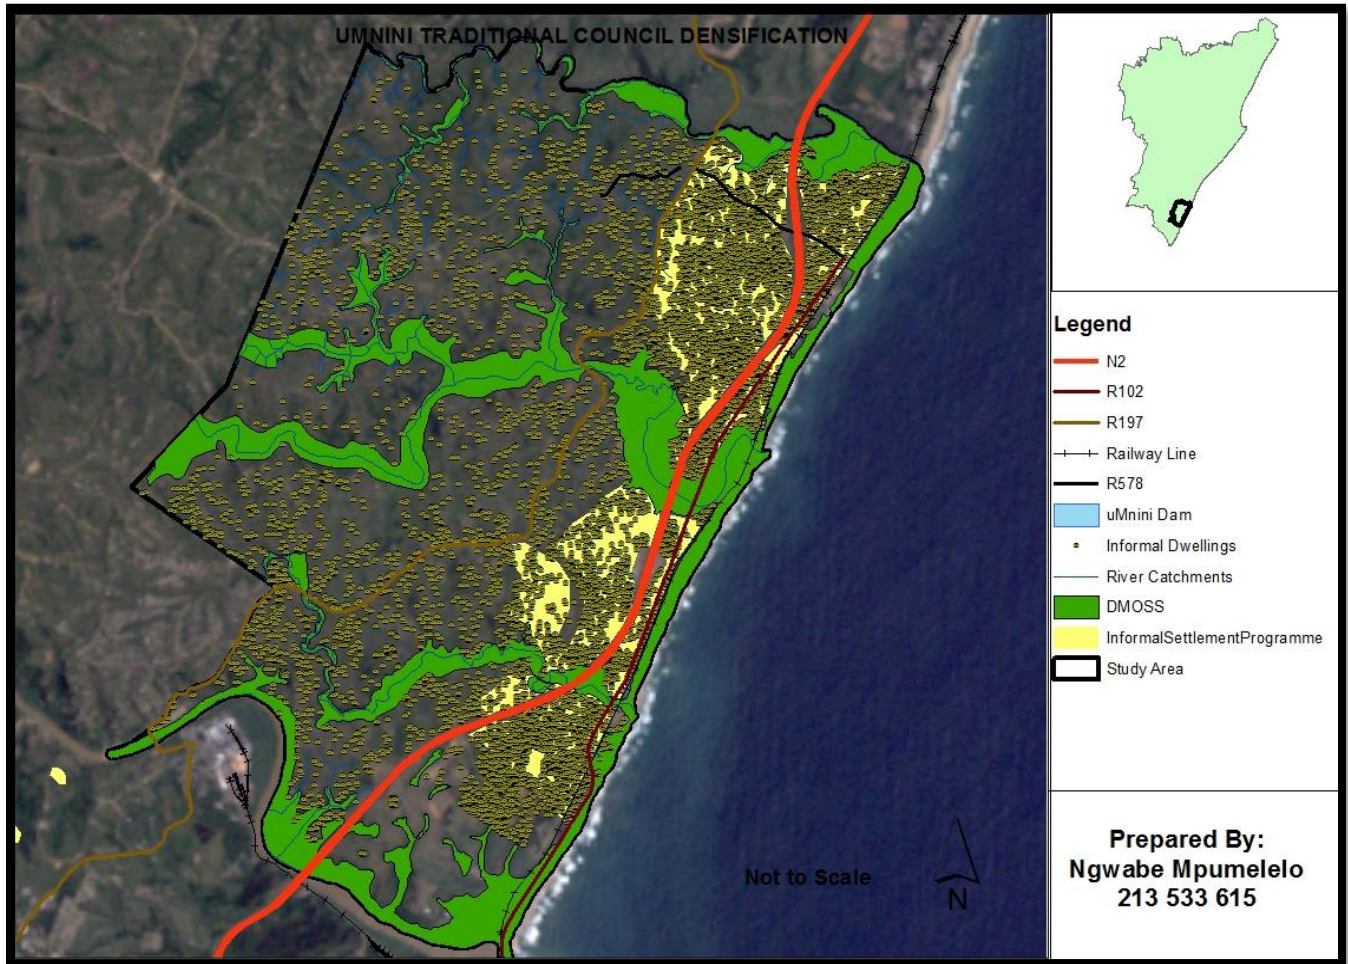 UMNINI TRADITIONAL COUNCIL DENSIFICATION
Legend
N2
R102
R197
Railway Line
R578
uMnini Dam
Informal Dwellings
River Catchments
DMOSS
InformalSettlementProgramme
Study Area
Not to Scale
N
Prepared By:
Ngwabe Mpumelelo
213 533 615